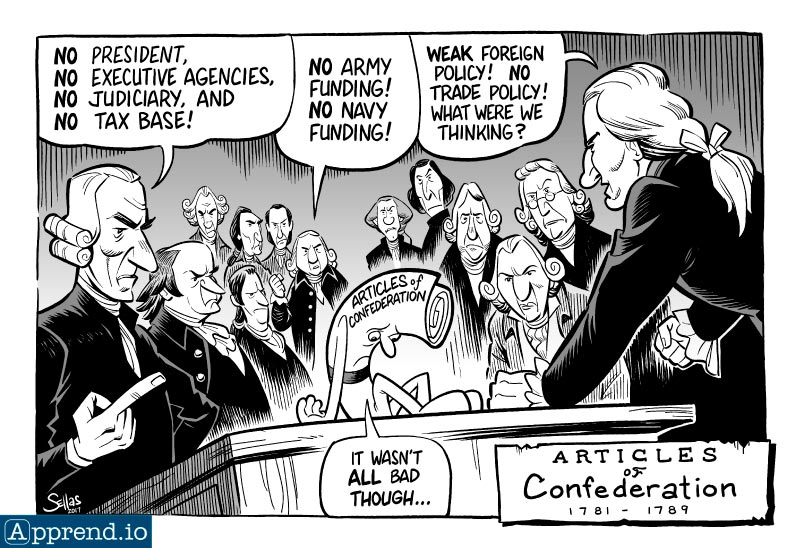 NO PRESIDENT,
NO EXECUTIVE AGENCIES,
NO JUDICIARY, AND
NO TAX BASE!
NO ARMY
FUNDING!
NO NAVY
FUNDING!
WEAK FOREIGN
POLICY! NO
TRADE POLICY!
WHAT WERE WE
THINKING?
ARTICLES of
CONFEDERATION
IT WASN'T
ALL BAD
THOUGH...
ARTICLES
OF
Confederation
1781 - 1789
Sellas
2017
Apprend.io